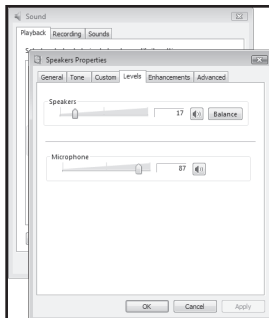 Sound
Playback Recording Sounds
Speakers Properties
General Tone Custom Levels Enhancements Advanced
Speakers
17 Balance
Microphone
87
OK Cancel Apply